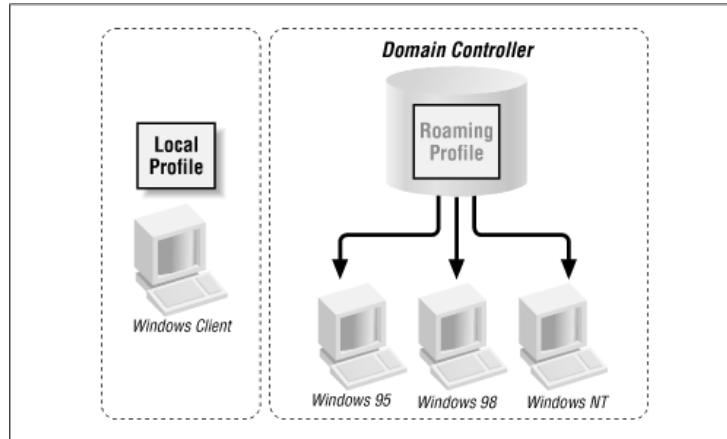 Local
Profile
Windows Client
Domain Controller
Roaming
Profile
Windows 95
Windows 98
Windows NT